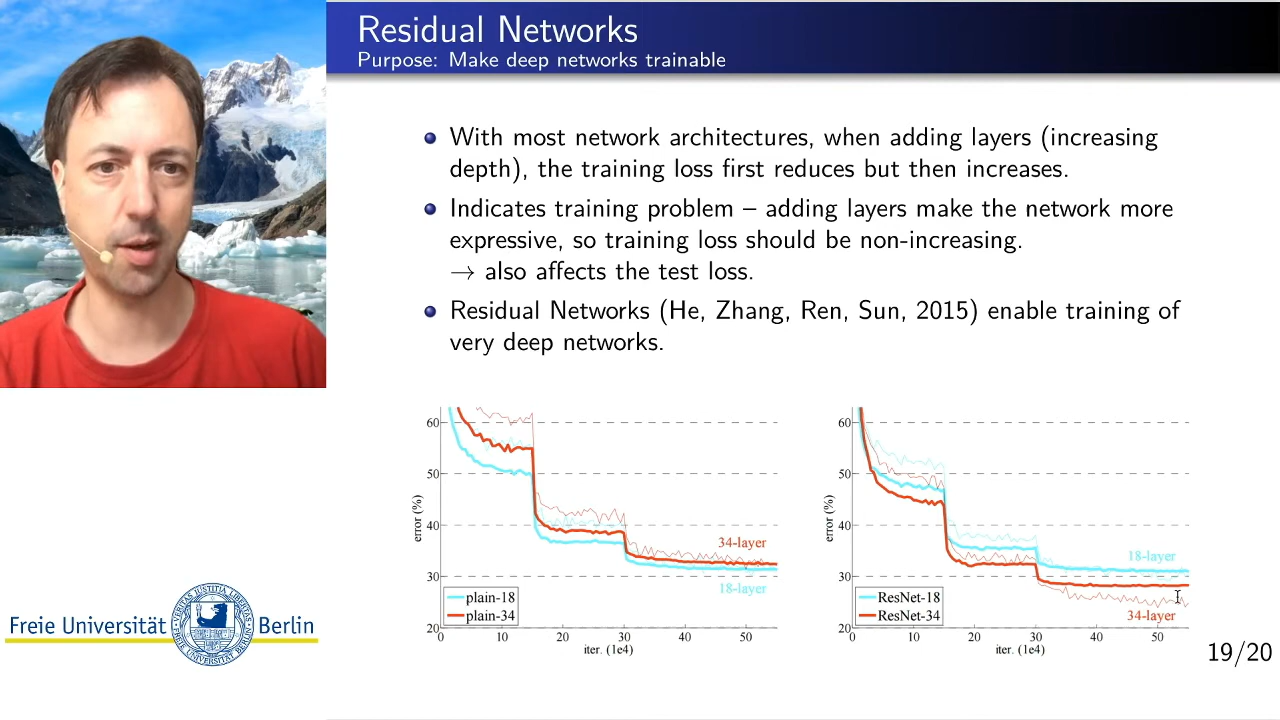 Residual Networks
Purpose: Make deep networks trainable
With most network architectures, when adding layers (increasing
depth), the training loss first reduces but then increases.
Indicates training problem – adding layers make the network more
expressive, so training loss should be non-increasing.
→ also affects the test loss.
Residual Networks (He, Zhang, Ren, Sun, 2015) enable training of
very deep networks.
60
50
40
30
20
error (%)
34-layer
18-layer
plain-18
plain-34
0 10 20 30 40 50
iter. (1e4)
60
50
40
30
20
error (%)
18-layer
34-layer
ResNet-18
ResNet-34
0 10 20 30 40 50
iter. (1e4)
Freie Universität Berlin
19/20